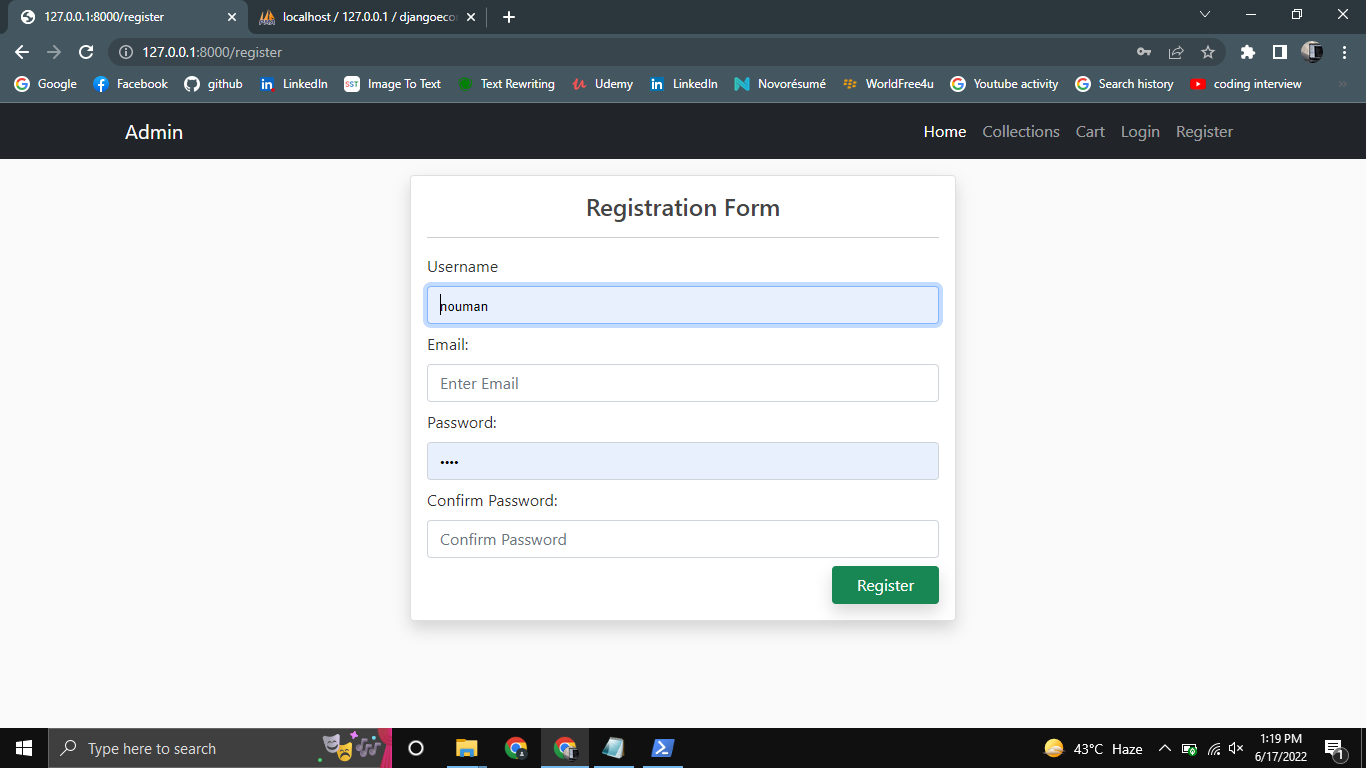 127.0.0.1:8000/register
localhost / 127.0.0.1 / djangoeco
127.0.0.1:8000/register
Google Facebook github LinkedIn Image To Text Text Rewriting Udemy LinkedIn Novorésumé WorldFree4u Youtube activity Search history coding interview
Admin Home Collections Cart Login Register
Registration Form
Username
nouman
Email:
Enter Email
Password:
Confirm Password:
Confirm Password
Register
Type here to search
43°C Haze
1:19 PM
6/17/2022
1